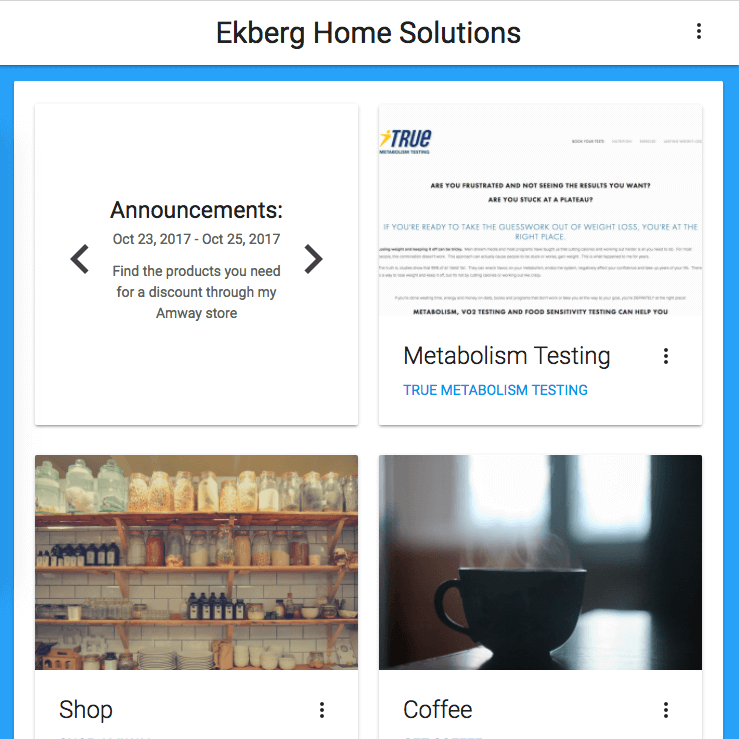 Ekberg Home Solutions
Announcements:
Oct 23, 2017 - Oct 25, 2017
Find the products you need
for a discount through my
Amway store
TRUE
METABOLISM TESTING
BOOK YOUR TESTS NUTRITION SERVICES
ARE YOU FRUSTRATED AND NOT SEEING THE RESULTS YOU WANT?
ARE YOU STUCK AT A PLATEAU?
IF YOU'RE READY TO TAKE THE GUESSWORK OUT OF WEIGHT LOSS, YOU'RE AT THE
RIGHT PLACE.
METABOLISM, VO2 TESTING AND FOOD SENSITIVITY TESTING CAN HELP YOU
Metabolism Testing
TRUE METABOLISM TESTING
Shop
Coffee